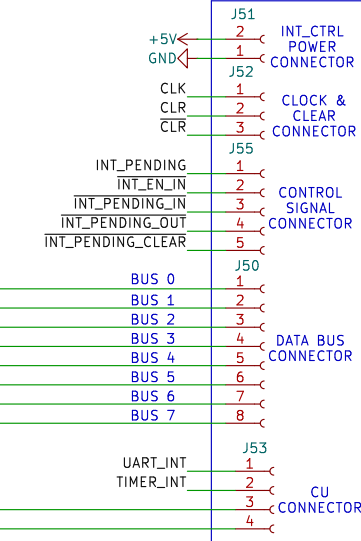 J51
+5V 2 INT_CTRL
POWER
GND 1 CONNECTOR
J52
CLK 1 CLOCK &
CLR 2 CLEAR
CLR 3 CONNECTOR
J55
INT_PENDING 1
INT_EN_IN 2 CONTROL
INT_PENDING_IN 3 SIGNAL
INT_PENDING_OUT 4 CONNECTOR
INT_PENDING_CLEAR 5
J50
BUS 0 1
BUS 1 2
BUS 2 3
BUS 3 4 DATA BUS
BUS 4 5 CONNECTOR
BUS 5 6
BUS 6 7
BUS 7 8
J53
UART_INT 1
TIMER_INT 2 CU
3 CONNECTOR
4